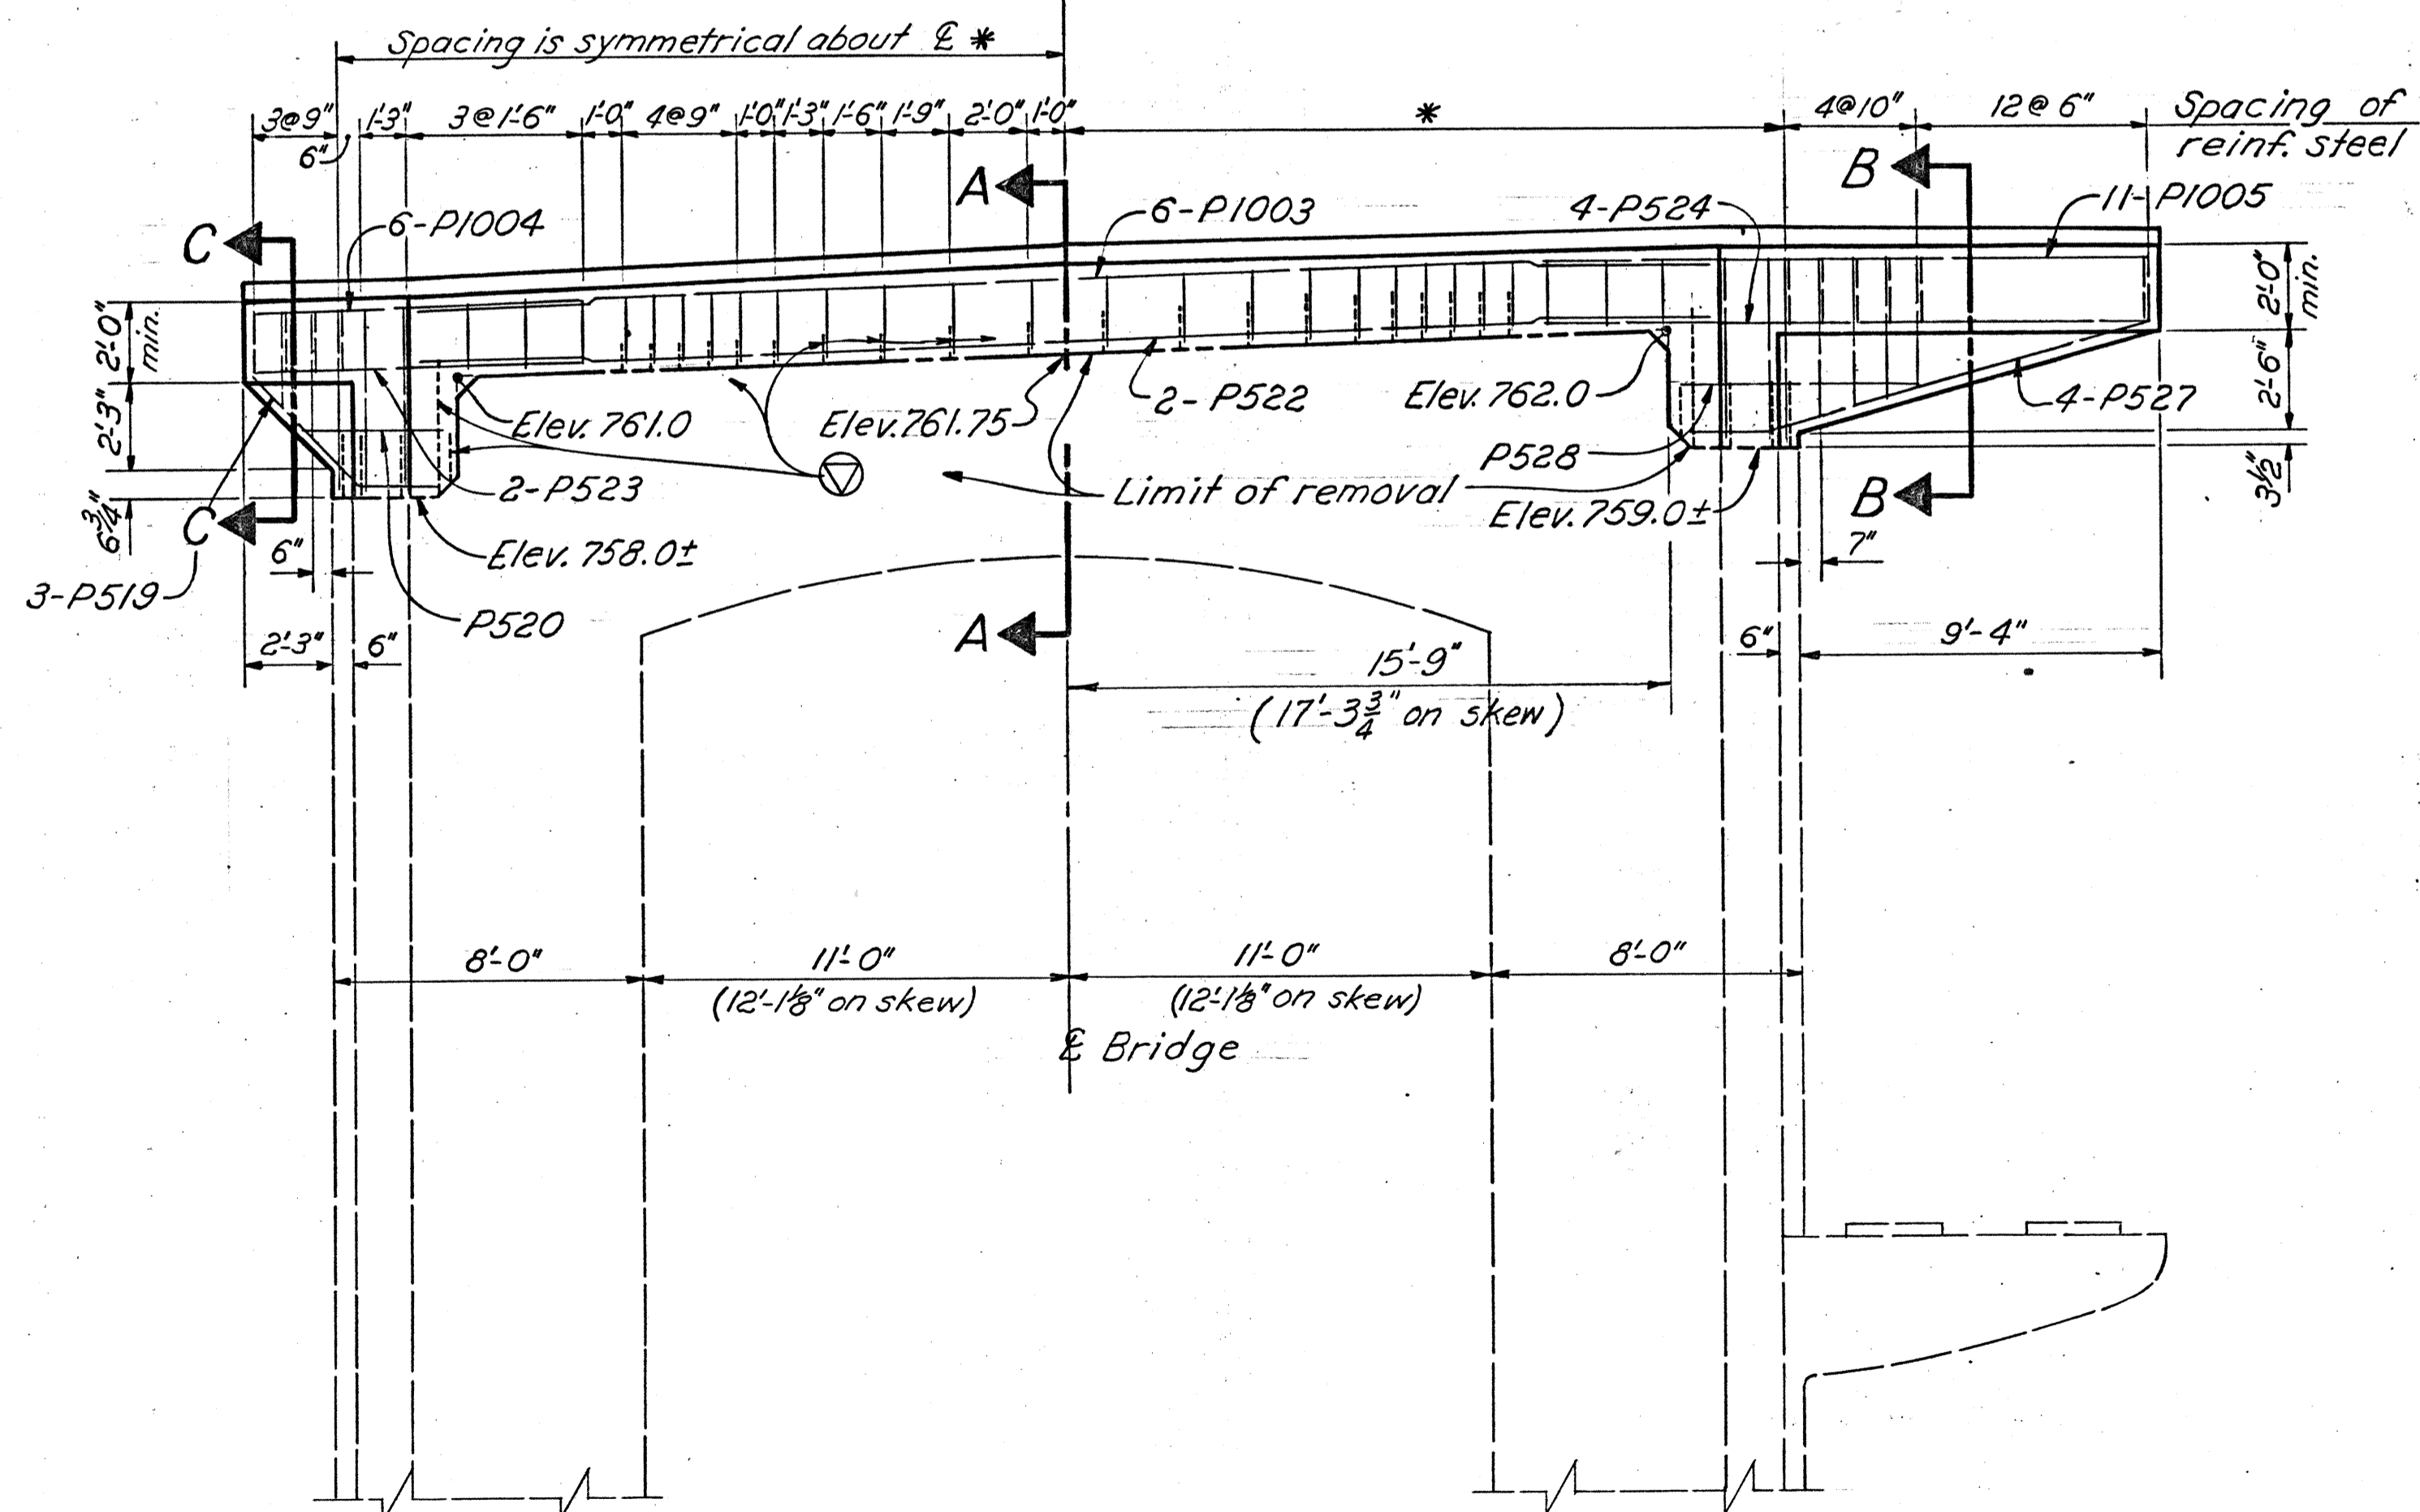 Spacing is symmetrical about ℄ *
3@9" 1'-3" 3@1'-6" 1'-0" 4@9" 1'-0" 1'-3" 1'-6" 1'-9" 2'-0" 1'-0" * 4@10" 12@6" Spacing of
6" reinf. steel
A B
C 6-P1004 6-P1003 4-P524 11-P1005
2'-0" min. 2'-0" min.
2'-3" Elev. 761.0 Elev. 761.75 2-P522 Elev. 762.0 4-P527 2'-6"
P528
6¾" C 2-P523 Limit of removal B 3½"
Elev. 759.0±
6" Elev. 758.0± 7"
3-P519 P520 A
2'-3" 6" 15'-9" 6" 9'-4"
(17'-3¾" on skew)
8'-0" 11'-0" 11'-0" 8'-0"
(12'-1⅛" on skew) (12'-1⅛" on skew)
℄ Bridge